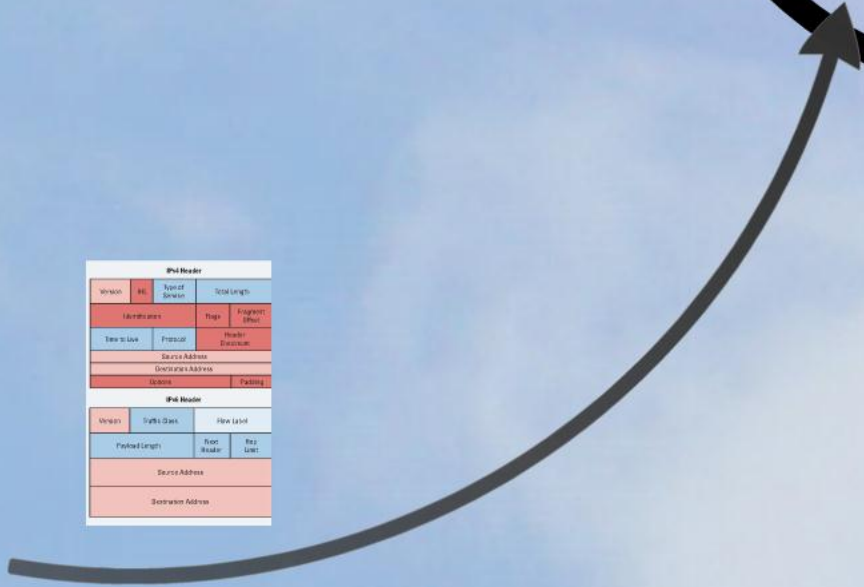 IPv4 Header
Version IHL Type of Service Total Length
Identification Flags Fragment Offset
Time to Live Protocol Header Checksum
Source Address
Destination Address
Options Padding
IPv6 Header
Version Traffic Class Flow Label
Payload Length Next Header Hop Limit
Source Address
Destination Address